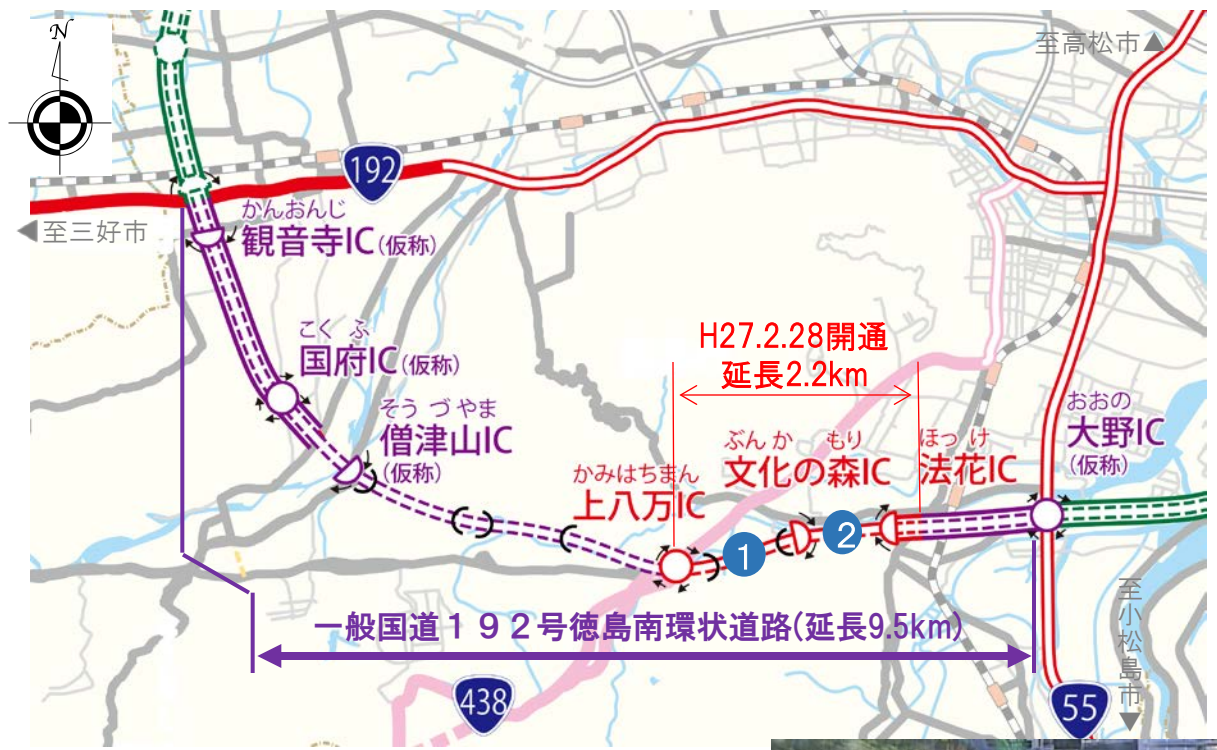 N
至高松市▲
192
◀至三好市
かんおんじ
観音寺IC(仮称)
こくふ
国府IC(仮称)
そうづやま
僧津山IC
(仮称)
H27.2.28開通
延長2.2km
かみはちまん
上八万IC
ぶんか もり
文化の森IC
ほっけ
法花IC
おおの
大野IC
(仮称)
1
2
一般国道192号徳島南環状道路(延長9.5km)
至小松島市▼
438
55